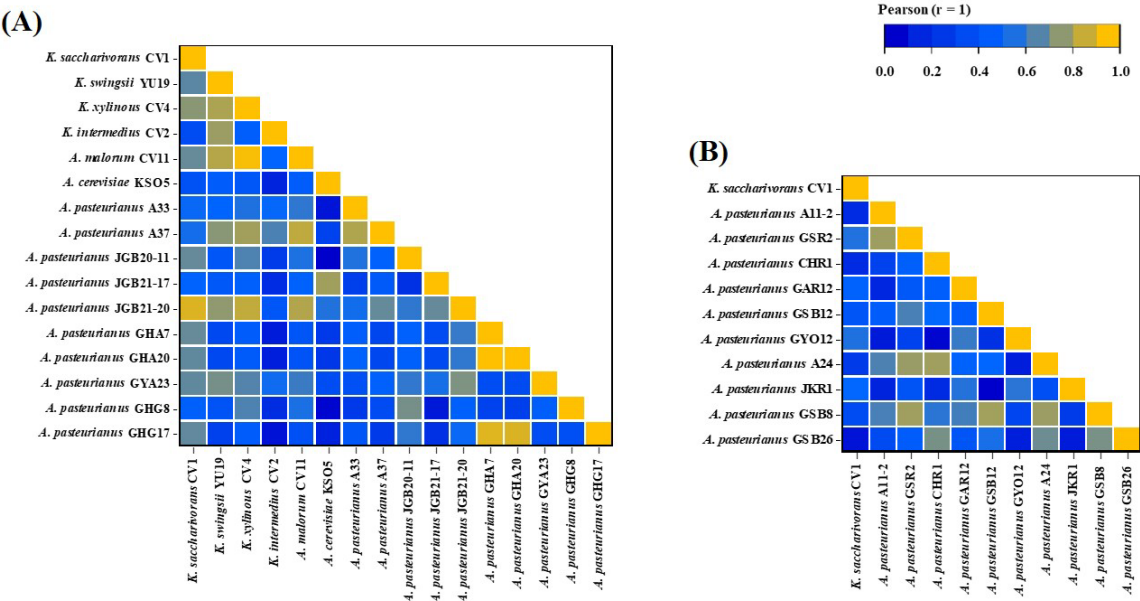 (A)
K. saccharivorans CV1
K. swingsii YU19
K. xylinous CV4
K. intermedius CV2
A. malorum CV11
A. cerevisiae KSO5
A. pasteurianus A33
A. pasteurianus A37
A. pasteurianus JGB20-11
A. pasteurianus JGB21-17
A. pasteurianus JGB21-20
A. pasteurianus GHA7
A. pasteurianus GHA20
A. pasteurianus GYA23
A. pasteurianus GHG8
A. pasteurianus GHG17
K. saccharivorans CV1
K. swingsii YU19
K. xylinous CV4
K. intermedius CV2
A. malorum CV11
A. cerevisiae KSO5
A. pasteurianus A33
A. pasteurianus A37
A. pasteurianus JGB20-11
A. pasteurianus JGB21-17
A. pasteurianus JGB21-20
A. pasteurianus GHA7
A. pasteurianus GHA20
A. pasteurianus GYA23
A. pasteurianus GHG8
A. pasteurianus GHG17
Pearson (r = 1)
0.0 0.2 0.4 0.6 0.8 1.0
(B)
K. saccharivorans CV1
A. pasteurianus A11-2
A. pasteurianus GSR2
A. pasteurianus CHR1
A. pasteurianus GAR12
A. pasteurianus GSB12
A. pasteurianus GYO12
A. pasteurianus A24
A. pasteurianus JKR1
A. pasteurianus GSB8
A. pasteurianus GSB26
K. saccharivorans CV1
A. pasteurianus A11-2
A. pasteurianus GSR2
A. pasteurianus CHR1
A. pasteurianus GAR12
A. pasteurianus GSB12
A. pasteurianus GYO12
A. pasteurianus A24
A. pasteurianus JKR1
A. pasteurianus GSB8
A. pasteurianus GSB26